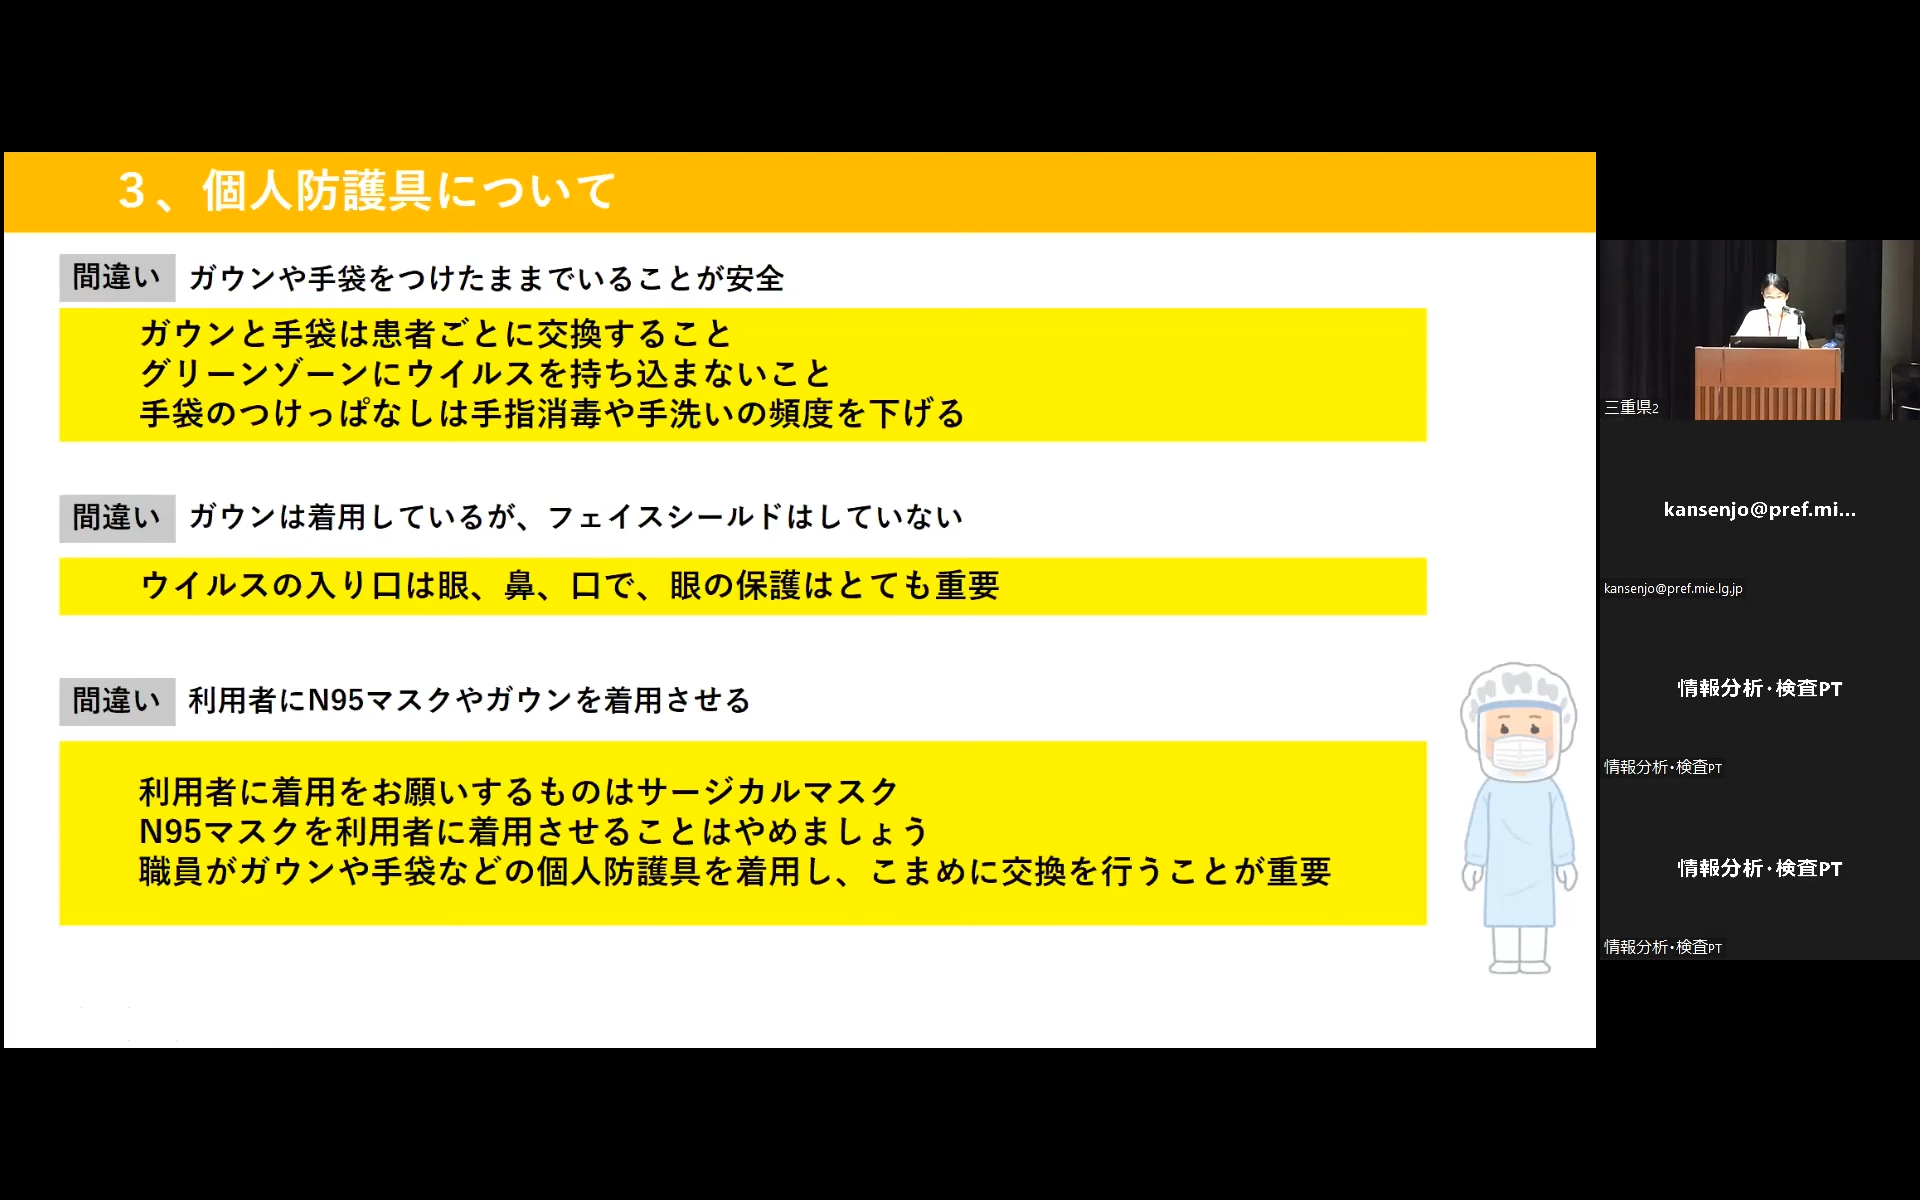 ３、個人防護具について
間違い ガウンや手袋をつけたままでいることが安全
ガウンと手袋は患者ごとに交換すること
グリーンゾーンにウイルスを持ち込まないこと
手袋のつけっぱなしは手指消毒や手洗いの頻度を下げる
間違い ガウンは着用しているが、フェイスシールドはしていない
ウイルスの入り口は眼、鼻、口で、眼の保護はとても重要
間違い 利用者にN95マスクやガウンを着用させる
利用者に着用をお願いするものはサージカルマスク
N95マスクを利用者に着用させることはやめましょう
職員がガウンや手袋などの個人防護具を着用し、こまめに交換を行うことが重要
三重県2
kansenjo@pref.mi...
kansenjo@pref.mie.lg.jp
情報分析・検査PT
情報分析・検査PT
情報分析・検査PT
情報分析・検査PT